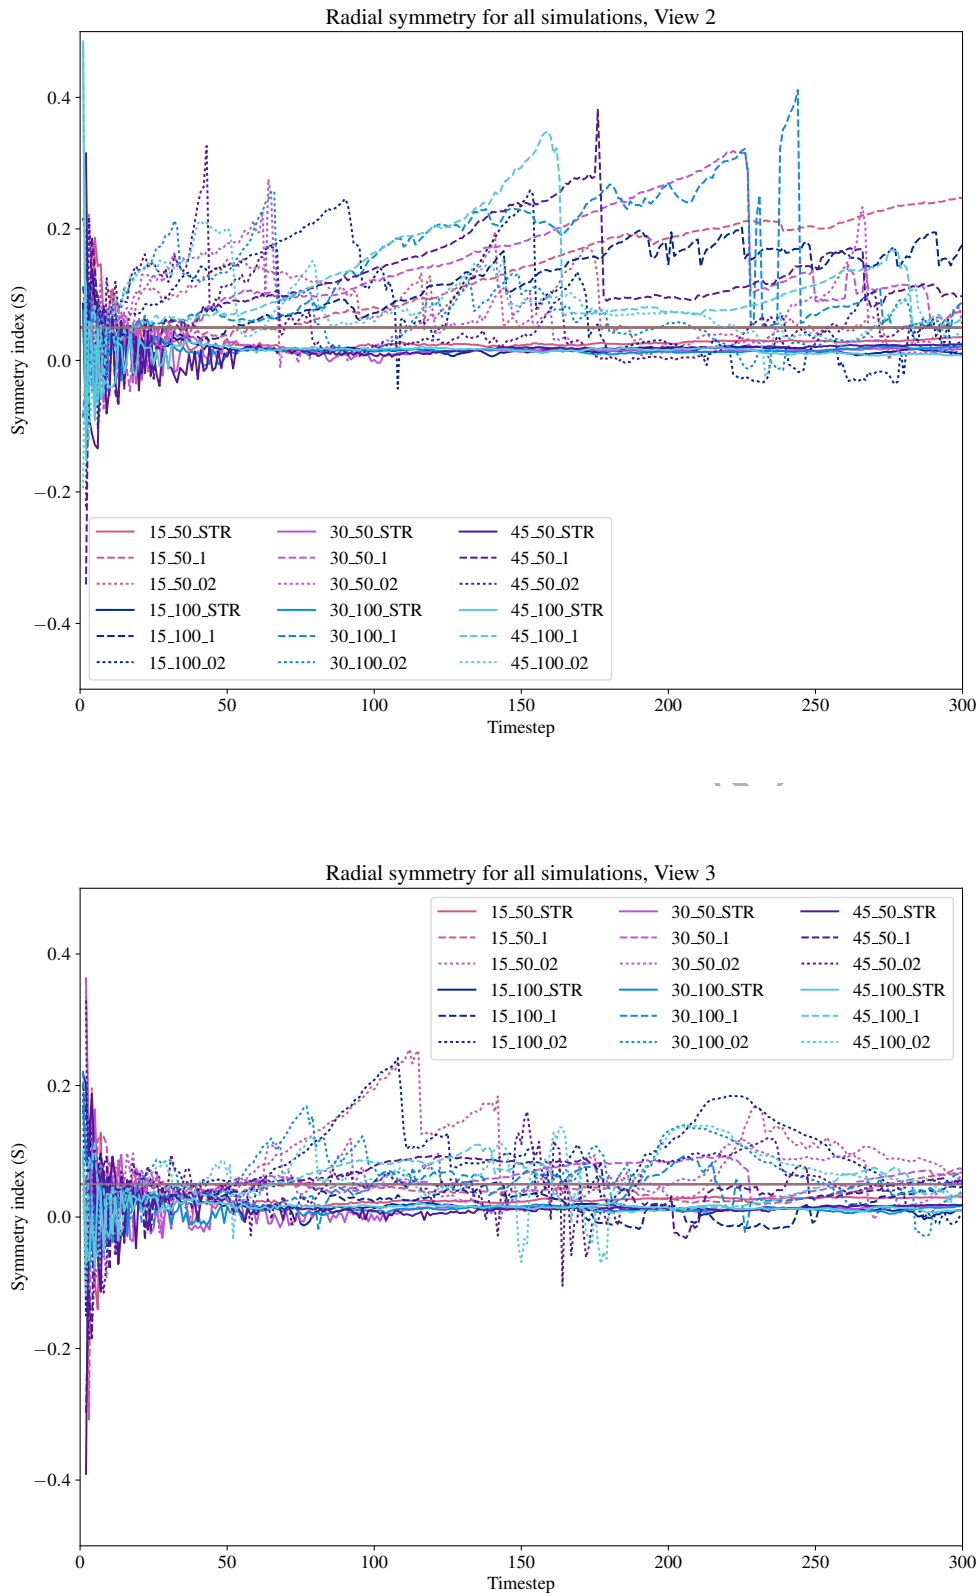 Radial symmetry for all simulations, View 2
Symmetry index (S)
0.4
0.2
0.0
−0.2
−0.4
15_50_STR 30_50_STR 45_50_STR
15_50_1 30_50_1 45_50_1
15_50_02 30_50_02 45_50_02
15_100_STR 30_100_STR 45_100_STR
15_100_1 30_100_1 45_100_1
15_100_02 30_100_02 45_100_02
0 50 100 150 200 250 300
Timestep
Radial symmetry for all simulations, View 3
Symmetry index (S)
15_50_STR 30_50_STR 45_50_STR
15_50_1 30_50_1 45_50_1
15_50_02 30_50_02 45_50_02
15_100_STR 30_100_STR 45_100_STR
15_100_1 30_100_1 45_100_1
15_100_02 30_100_02 45_100_02
0.4
0.2
0.0
−0.2
−0.4
0 50 100 150 200 250 300
Timestep